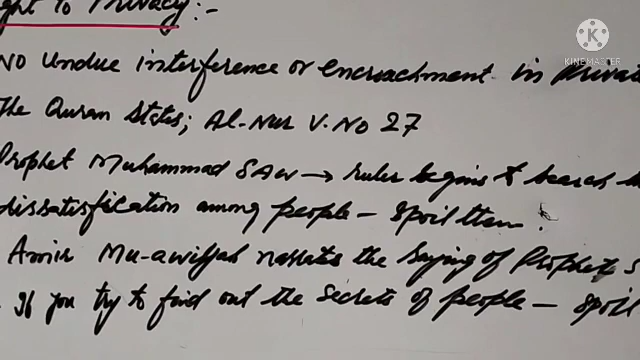 ght To Privacy:-
No Undue interference or encroachment in Privat
The Quran States; Al-Nur V.No 27
Prophet Muhammad SAW → ruler begins to search
dissatisfication among people - Spoil them.
Amir Mu-awiyah narrates the Saying of Prophet S
If you try to find out the Secrets of people - Spoil
KINEMASTER